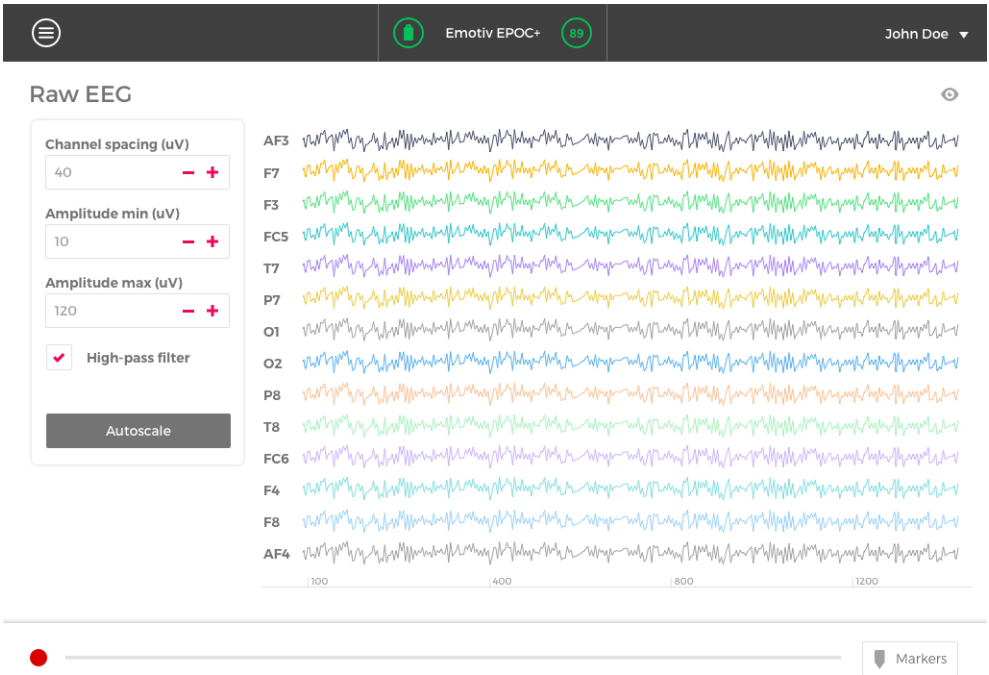 Emotiv EPOC+ 89 John Doe
Raw EEG
Channel spacing (uV)
40
Amplitude min (uV)
10
Amplitude max (uV)
120
High-pass filter
Autoscale
AF3
F7
F3
FC5
T7
P7
O1
O2
P8
T8
FC6
F4
F8
AF4
100 400 800 1200
Markers